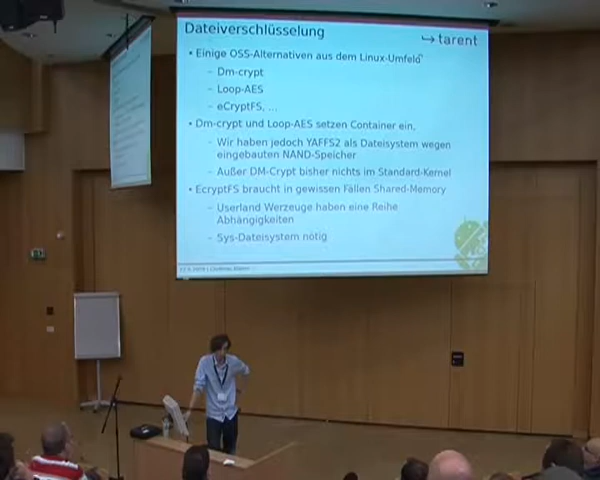 Dateiverschlüsselung
tarent
• Einige OSS-Alternativen aus dem Linux-Umfeld
– Dm-crypt
– Loop-AES
– eCryptFS, ...
• Dm-crypt und Loop-AES setzen Container ein,
– Wir haben jedoch YAFFS2 als Dateisystem wegen
eingebauten NAND-Speicher
– Außer DM-Crypt bisher nichts im Standard-Kernel
• EcryptFS braucht in gewissen Fällen Shared-Memory
– Userland Werzeuge haben eine Reihe
Abhängigkeiten
– Sys-Dateisystem nötig